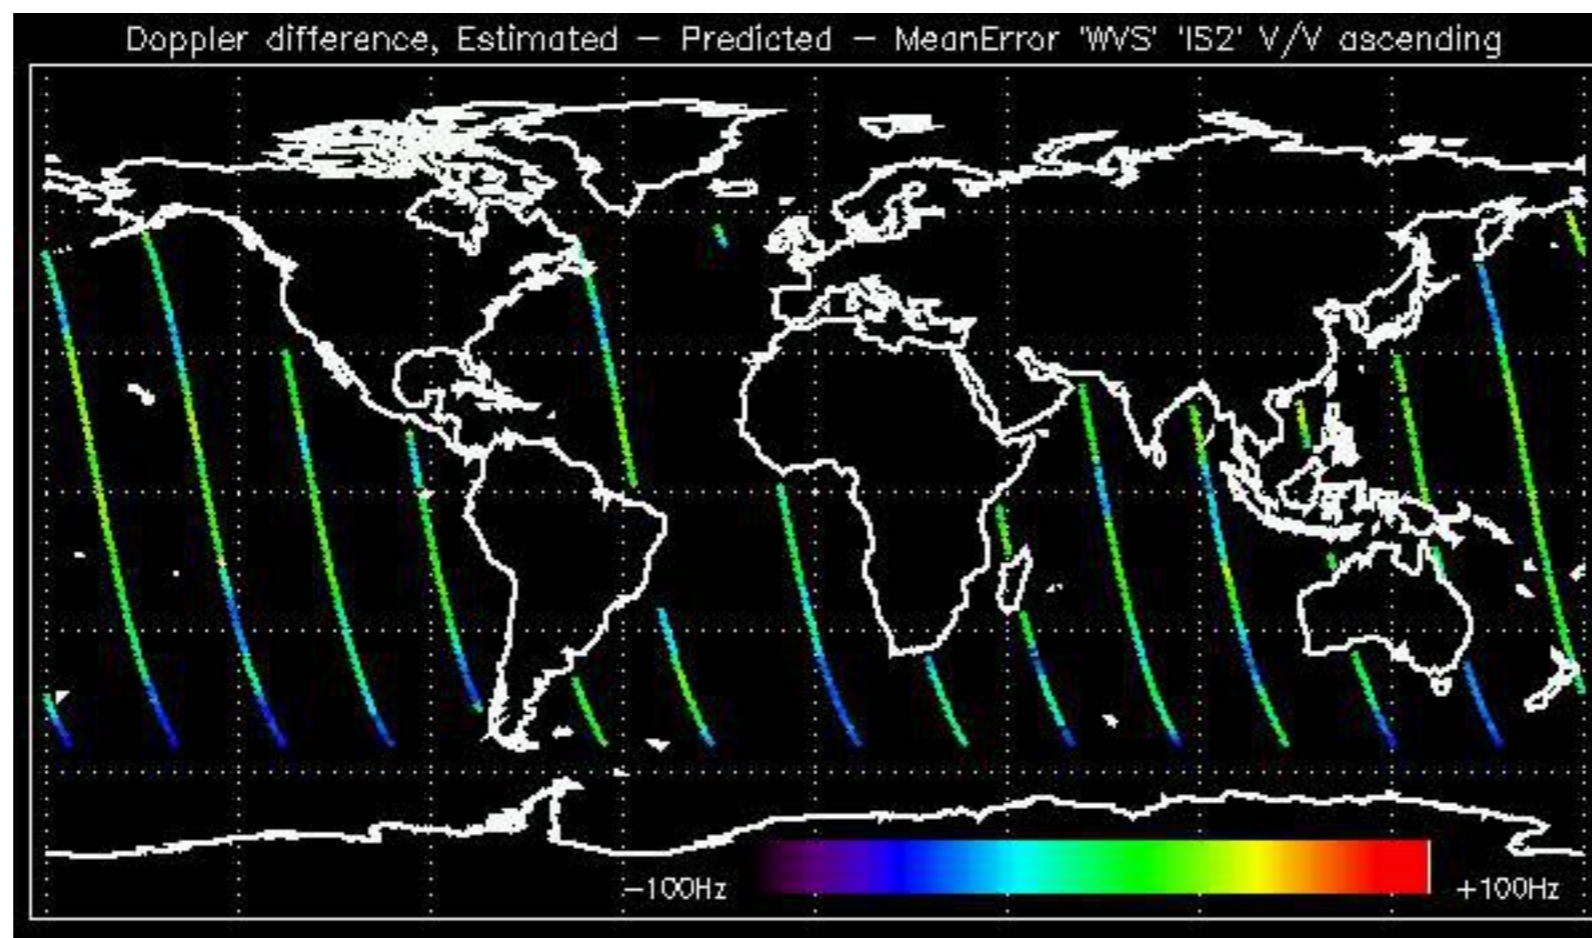 Doppler difference, Estimated - Predicted - MeanError 'WVS' 'IS2' V/V ascending
-100Hz +100Hz